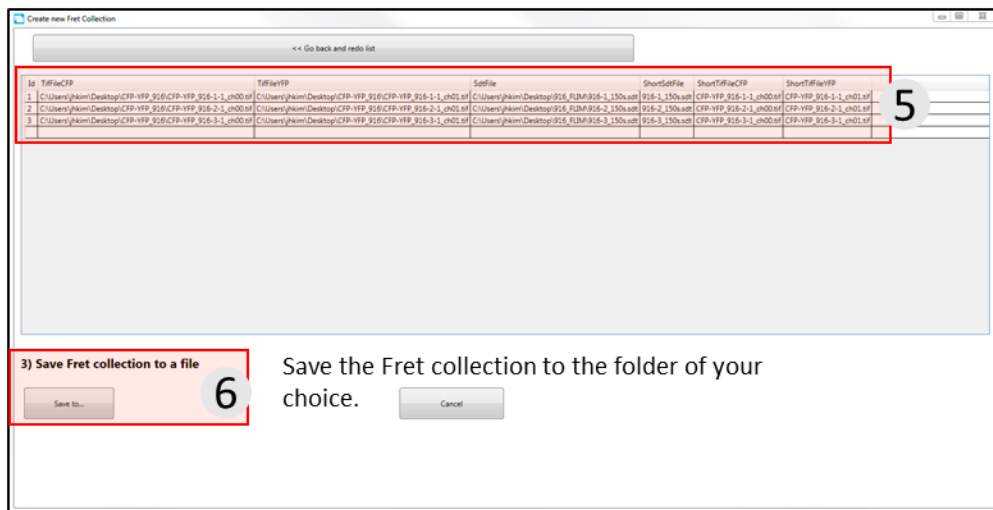 Create new Fret Collection
<< Go back and redo list
Id TifFileCFP TifFileYFP SdtFile ShortSdtFile ShortTifFileCFP ShortTifFileYFP
1 C:\Users\jhkim\Desktop\CFP-YFP_916\CFP-YFP_916-1-1_ch00.tif C:\Users\jhkim\Desktop\CFP-YFP_916\CFP-YFP_916-1-1_ch01.tif C:\Users\jhkim\Desktop\916_FLIM\916-1_150s.sdt 916-1_150s.sdt CFP-YFP_916-1-1_ch00.tif CFP-YFP_916-1-1_ch01.tif
2 C:\Users\jhkim\Desktop\CFP-YFP_916\CFP-YFP_916-2-1_ch00.tif C:\Users\jhkim\Desktop\CFP-YFP_916\CFP-YFP_916-2-1_ch01.tif C:\Users\jhkim\Desktop\916_FLIM\916-2_150s.sdt 916-2_150s.sdt CFP-YFP_916-2-1_ch00.tif CFP-YFP_916-2-1_ch01.tif
3 C:\Users\jhkim\Desktop\CFP-YFP_916\CFP-YFP_916-3-1_ch00.tif C:\Users\jhkim\Desktop\CFP-YFP_916\CFP-YFP_916-3-1_ch01.tif C:\Users\jhkim\Desktop\916_FLIM\916-3_150s.sdt 916-3_150s.sdt CFP-YFP_916-3-1_ch00.tif CFP-YFP_916-3-1_ch01.tif
5
3) Save Fret collection to a file
6
Save to...
Save the Fret collection to the folder of your
choice.
Cancel